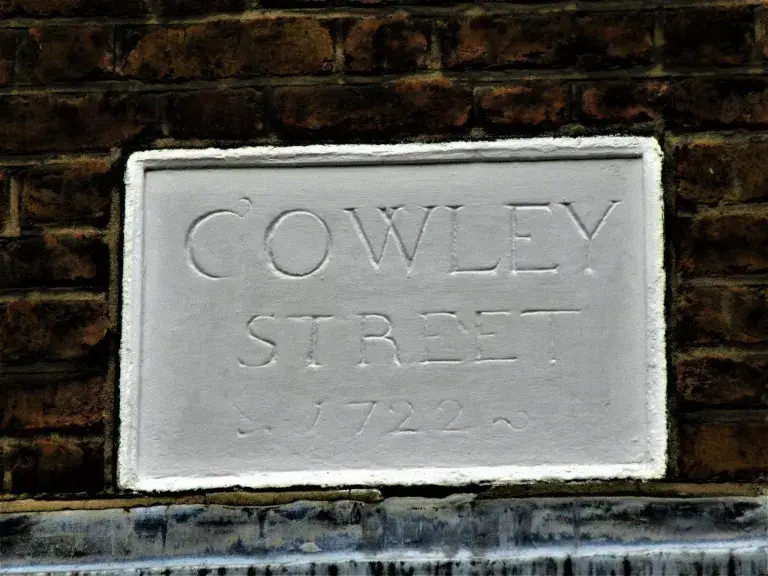 COWLEY
STREET
~ 1722 ~